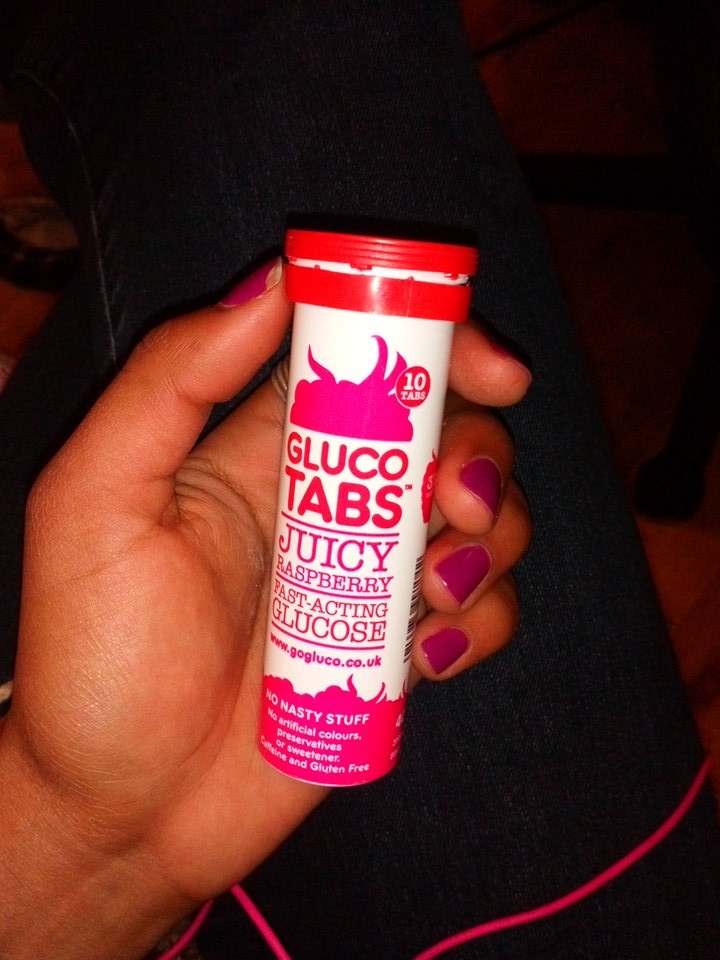 10
TABS
GLUCO
TABS™
JUICY
RASPBERRY
FAST-ACTING
GLUCOSE
www.gogluco.co.uk
NO NASTY STUFF
No artificial colours,
preservatives
or sweetener.
Caffeine and Gluten Free